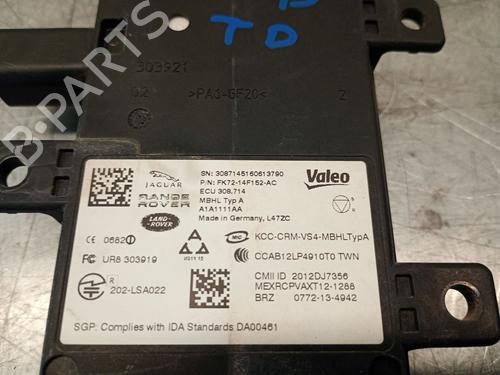 TD
303921
02 >PA6-GF20< 2
B-PARTS
SN: 3087145160613790
P/N: FK72-14F152-AC
ECU 308.714
MBHL Typ A
A1A1111AA
Made in Germany, L47ZC
JAGUAR
RANGE ROVER
LAND-ROVER
Valeo
CE 0682
UR8 303919
202-LSA022
KCC-CRM-VS4-MBHLTypA
CCAB12LP4910T0 TWN
CMII ID 2012DJ7356
MEXRCPVAXT12-1288
BRZ 0772-13-4942
SGP: Complies with IDA Standards DA00461